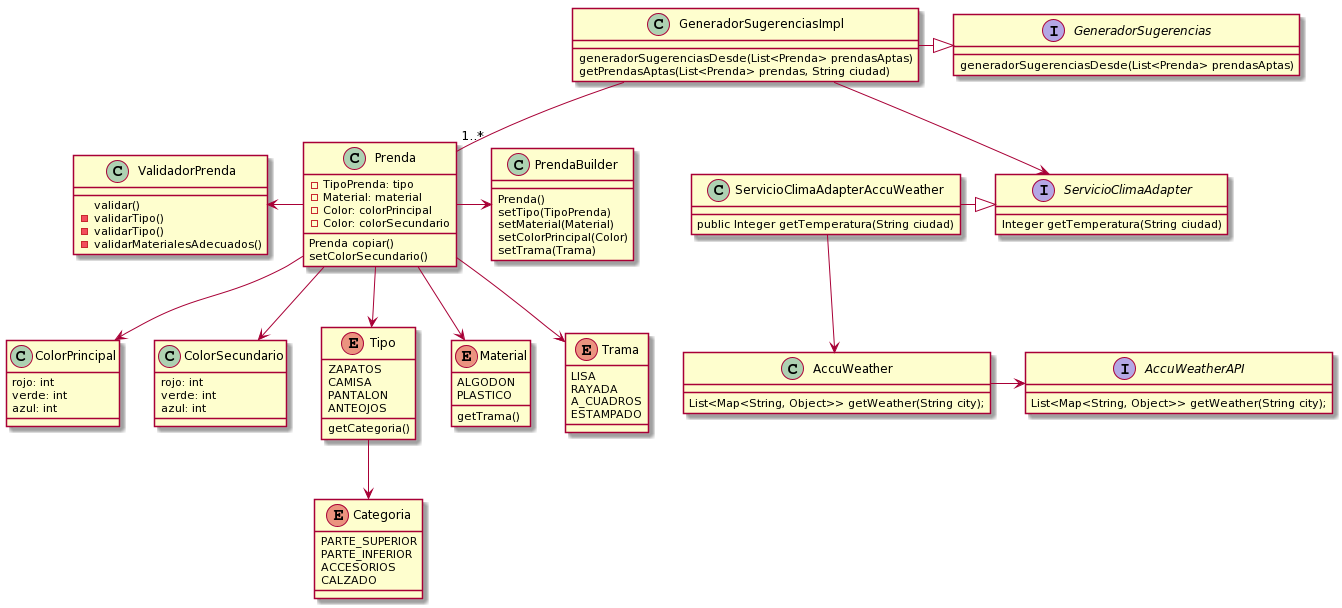 C GeneradorSugerenciasImpl
generadorSugerenciasDesde(List<Prenda> prendasAptas)
getPrendasAptas(List<Prenda> prendas, String ciudad)
I GeneradorSugerencias
generadorSugerenciasDesde(List<Prenda> prendasAptas)
1..*
C ValidadorPrenda
validar()
validarTipo()
validarTipo()
validarMaterialesAdecuados()
C Prenda
TipoPrenda: tipo
Material: material
Color: colorPrincipal
Color: colorSecundario
Prenda copiar()
setColorSecundario()
C PrendaBuilder
Prenda()
setTipo(TipoPrenda)
setMaterial(Material)
setColorPrincipal(Color)
setTrama(Trama)
C ServicioClimaAdapterAccuWeather
public Integer getTemperatura(String ciudad)
I ServicioClimaAdapter
Integer getTemperatura(String ciudad)
C ColorPrincipal
rojo: int
verde: int
azul: int
C ColorSecundario
rojo: int
verde: int
azul: int
E Tipo
ZAPATOS
CAMISA
PANTALON
ANTEOJOS
getCategoria()
E Material
ALGODON
PLASTICO
getTrama()
E Trama
LISA
RAYADA
A_CUADROS
ESTAMPADO
C AccuWeather
List<Map<String, Object>> getWeather(String city);
I AccuWeatherAPI
List<Map<String, Object>> getWeather(String city);
E Categoria
PARTE_SUPERIOR
PARTE_INFERIOR
ACCESORIOS
CALZADO